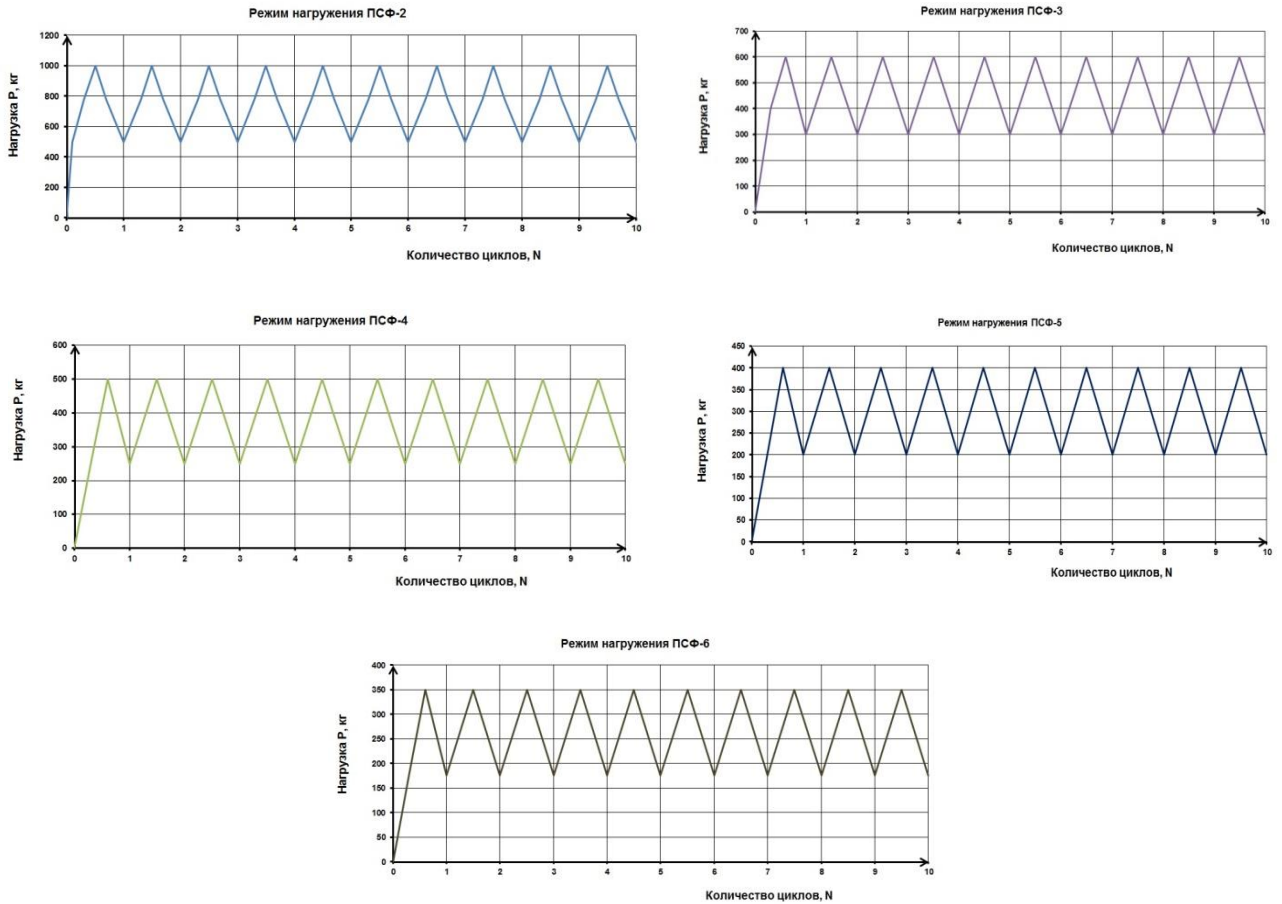 Режим нагружения ПСФ-2
Нагрузка P, кг
1200
1000
800
600
400
200
0
0 1 2 3 4 5 6 7 8 9 10
Количество циклов, N
Режим нагружения ПСФ-3
Нагрузка P, кг
700
600
500
400
300
200
100
0
0 1 2 3 4 5 6 7 8 9 10
Количество циклов, N
Режим нагружения ПСФ-4
Нагрузка P, кг
600
500
400
300
200
100
0
0 1 2 3 4 5 6 7 8 9 10
Количество циклов, N
Режим нагружения ПСФ-5
Нагрузка P, кг
450
400
350
300
250
200
150
100
50
0
0 1 2 3 4 5 6 7 8 9 10
Количество циклов, N
Режим нагружения ПСФ-6
Нагрузка P, кг
400
350
300
250
200
150
100
50
0
0 1 2 3 4 5 6 7 8 9 10
Количество циклов, N